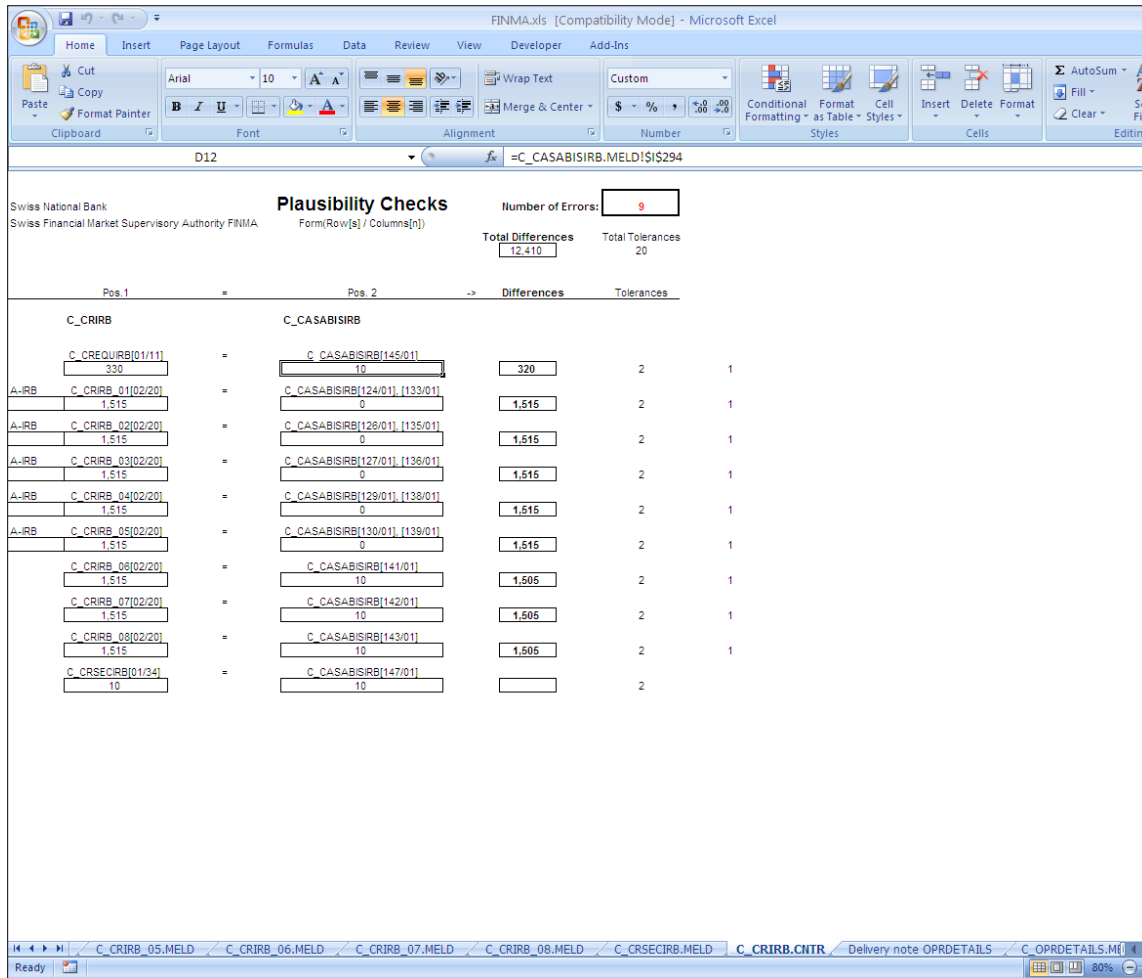 FINMA.xls [Compatibility Mode] - Microsoft Excel
Home Insert Page Layout Formulas Data Review View Developer Add-Ins
Cut
Copy
Format Painter
Paste
Clipboard
Arial 10
B I U
Font
Wrap Text
Merge & Center
Alignment
Custom
$ % , .0 .00 .00 .0
Number
Conditional Formatting Format as Table Cell Styles
Styles
Insert Delete Format
Cells
Σ AutoSum
Fill
Clear
Editin
D12 fx =C_CASABISIRB.MELD!$I$294
Swiss National Bank Plausibility Checks Number of Errors: 9
Swiss Financial Market Supervisory Authority FINMA Form(Row[s] / Columns[n])
Total Differences Total Tolerances
12,410 20
Pos.1 = Pos. 2 -> Differences Tolerances
C_CRIRB C_CASABISIRB
C_CREQUIRB[01/11] = C_CASABISIRB[145/01]
330 10 320 2 1
A-IRB C_CRIRB_01[02/20] = C_CASABISIRB[124/01], [133/01]
1,515 0 1,515 2 1
A-IRB C_CRIRB_02[02/20] = C_CASABISIRB[126/01], [135/01]
1,515 0 1,515 2 1
A-IRB C_CRIRB_03[02/20] = C_CASABISIRB[127/01], [136/01]
1,515 0 1,515 2 1
A-IRB C_CRIRB_04[02/20] = C_CASABISIRB[129/01], [138/01]
1,515 0 1,515 2 1
A-IRB C_CRIRB_05[02/20] = C_CASABISIRB[130/01], [139/01]
1,515 0 1,515 2 1
C_CRIRB_06[02/20] = C_CASABISIRB[141/01]
1,515 10 1,505 2 1
C_CRIRB_07[02/20] = C_CASABISIRB[142/01]
1,515 10 1,505 2 1
C_CRIRB_08[02/20] = C_CASABISIRB[143/01]
1,515 10 1,505 2 1
C_CRSECIRB[01/34] = C_CASABISIRB[147/01]
10 10 2
C_CRIRB_05.MELD C_CRIRB_06.MELD C_CRIRB_07.MELD C_CRIRB_08.MELD C_CRSECIRB.MELD C_CRIRB.CNTR Delivery note OPRDETAILS C_OPRDETAILS.ME
Ready 80%